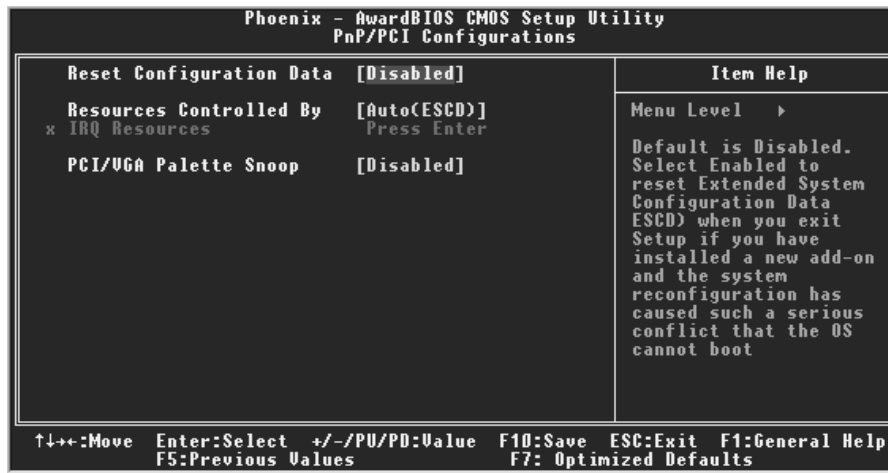 Phoenix - AwardBIOS CMOS Setup Utility
PnP/PCI Configurations
Reset Configuration Data [Disabled]
Resources Controlled By [Auto(ESCD)]
x IRQ Resources Press Enter
PCI/VGA Palette Snoop [Disabled]
Item Help
Menu Level ▸
Default is Disabled.
Select Enabled to
reset Extended System
Configuration Data
ESCD) when you exit
Setup if you have
installed a new add-on
and the system
reconfiguration has
caused such a serious
conflict that the OS
cannot boot
↑↓→←:Move Enter:Select +/-/PU/PD:Value F10:Save ESC:Exit F1:General Help
F5:Previous Values F7: Optimized Defaults